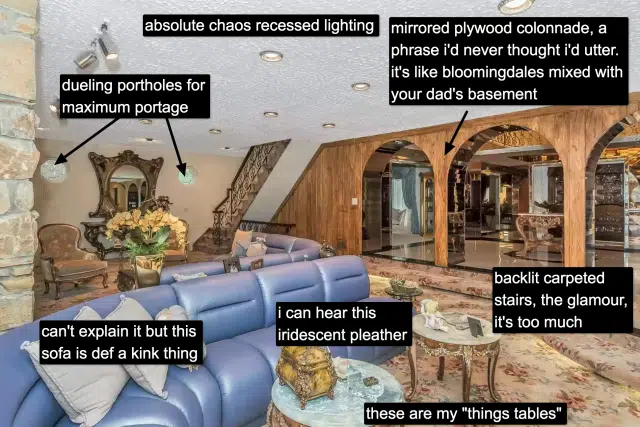 absolute chaos recessed lighting
mirrored plywood colonnade, a
phrase i'd never thought i'd utter.
it's like bloomingdales mixed with
your dad's basement
dueling portholes for
maximum portage
backlit carpeted
stairs, the glamour,
it's too much
i can hear this
iridescent pleather
can't explain it but this
sofa is def a kink thing
these are my "things tables"